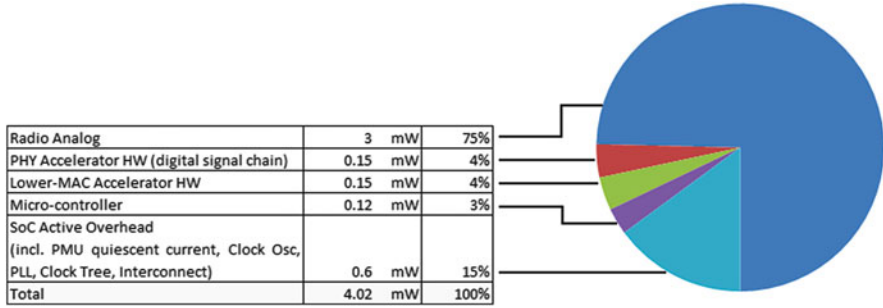 Radio Analog 3 mW 75%
PHY Accelerator HW (digital signal chain) 0.15 mW 4%
Lower-MAC Accelerator HW 0.15 mW 4%
Micro-controller 0.12 mW 3%
SoC Active Overhead
(incl. PMU quiescent current, Clock Osc,
PLL, Clock Tree, Interconnect) 0.6 mW 15%
Total 4.02 mW 100%